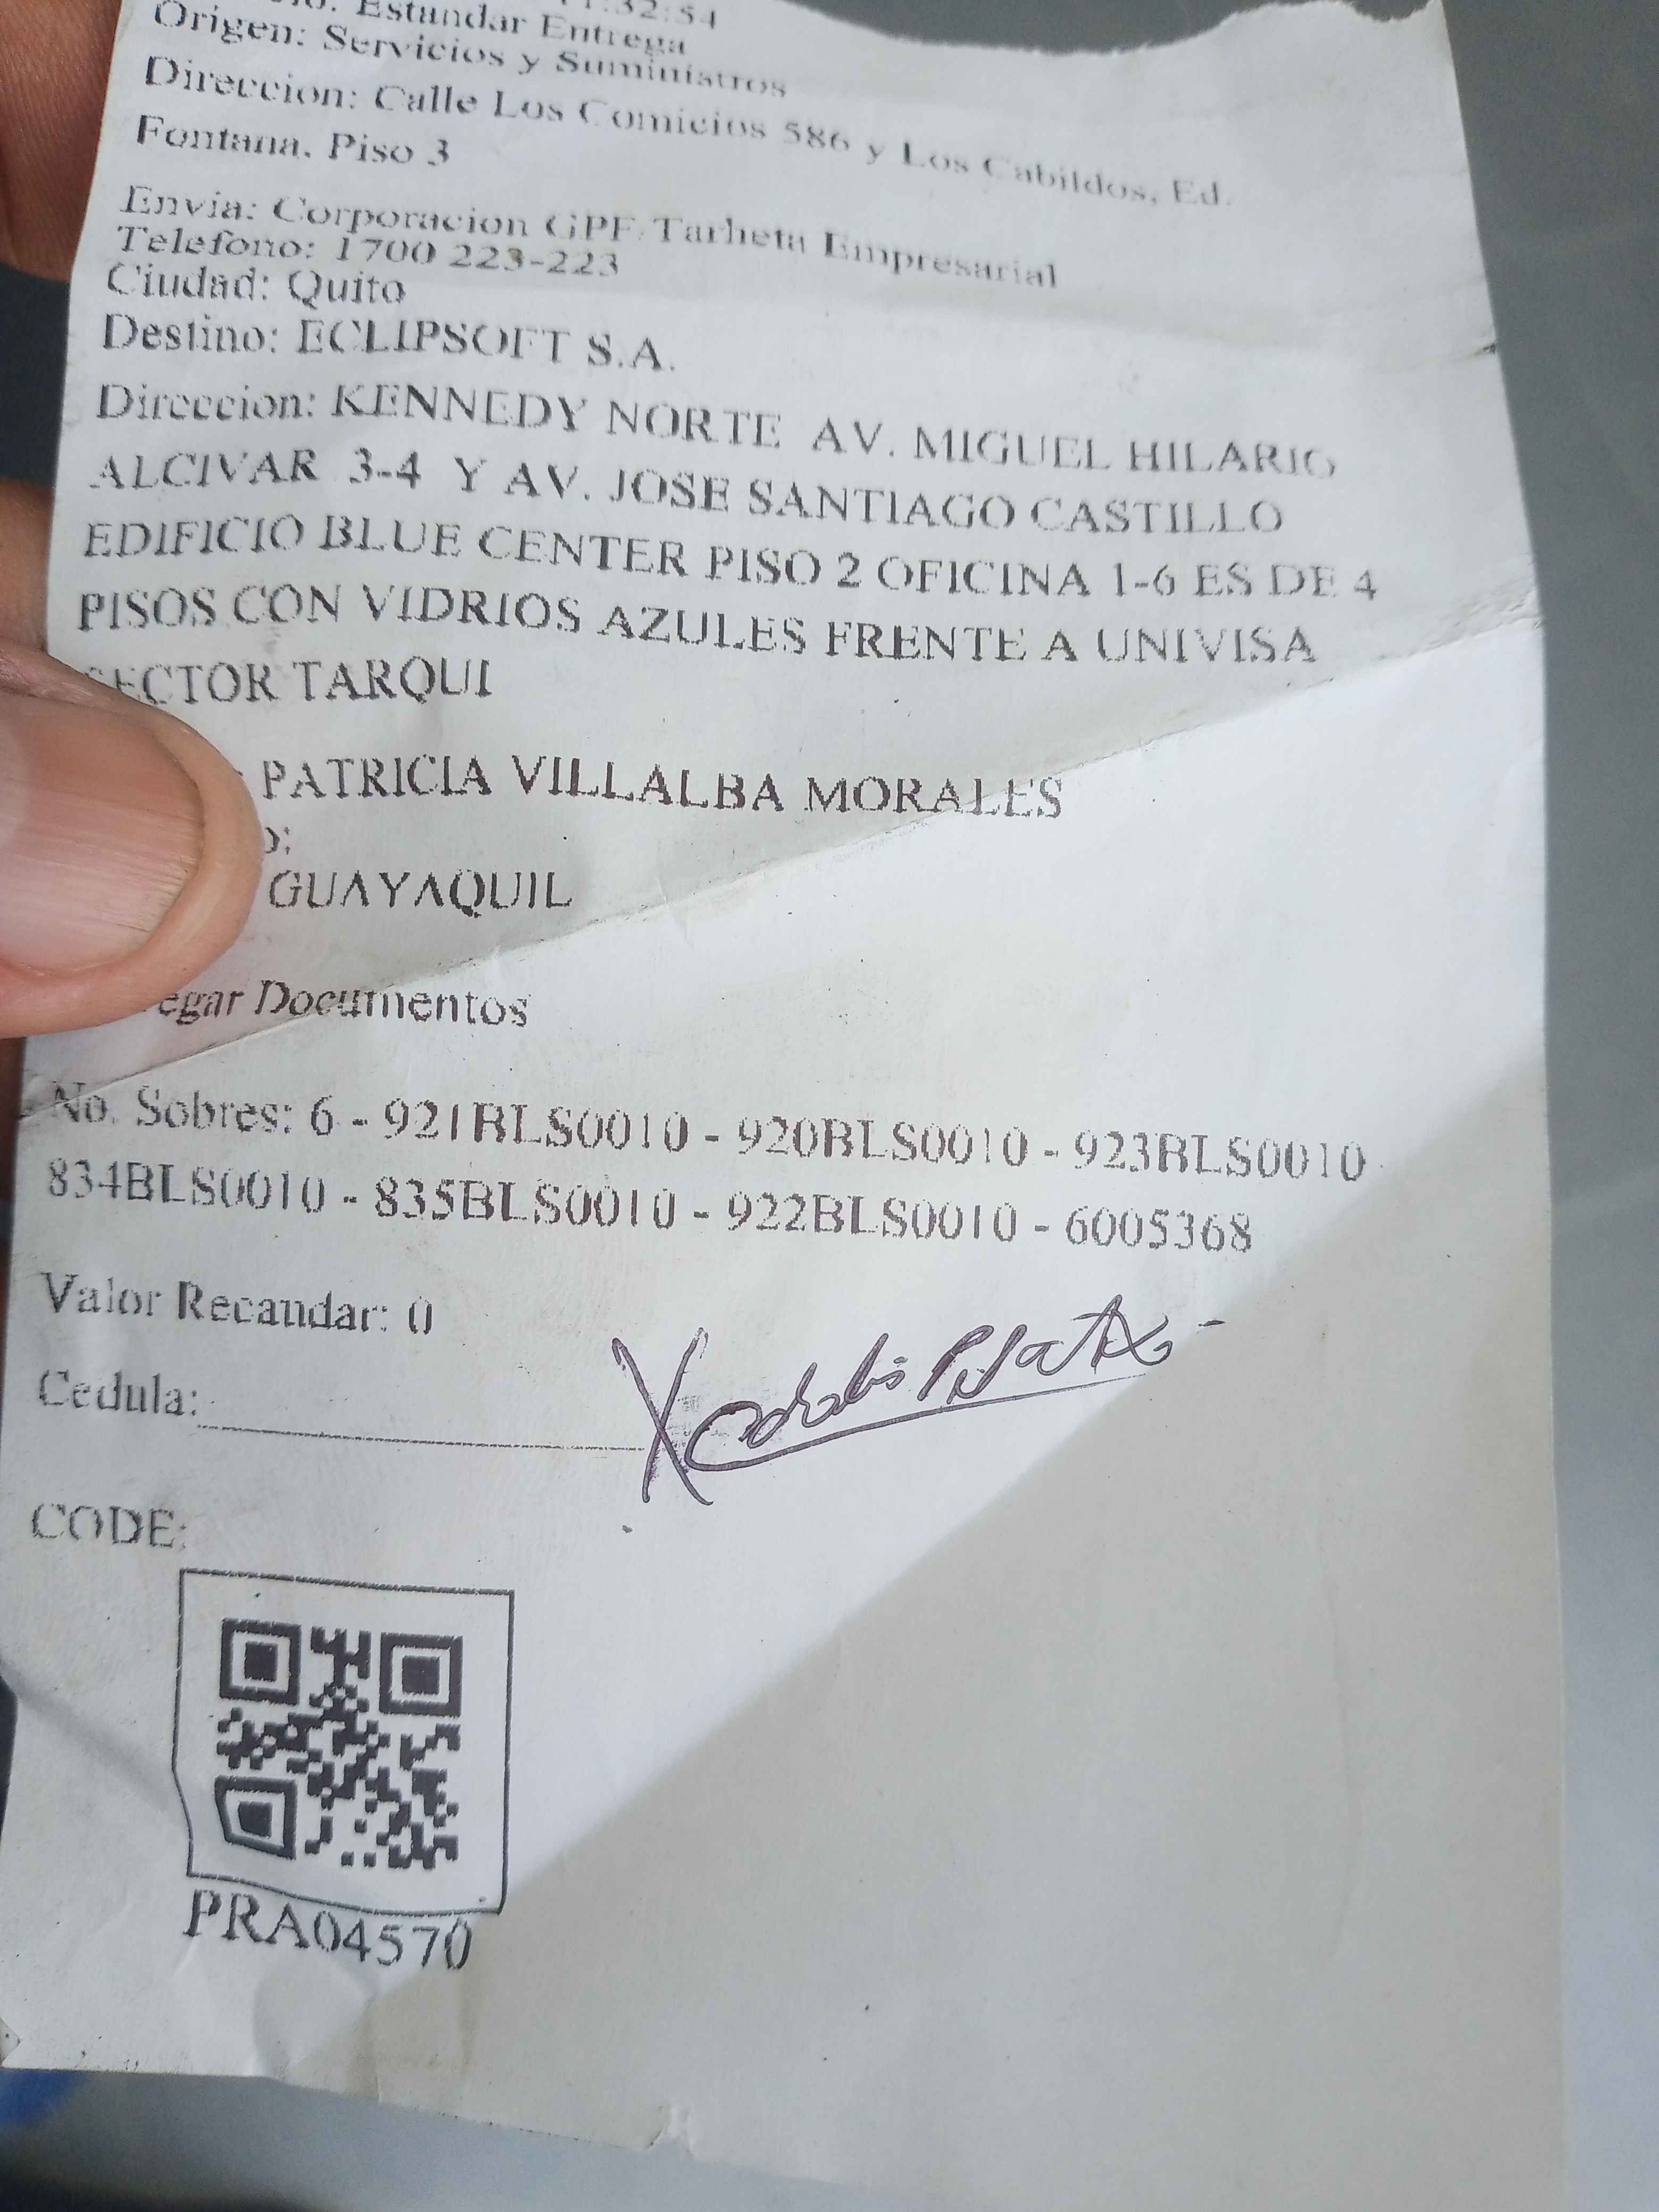 :32:54
Estandar Entrega
Origen: Servicios y Suministros
Direccion: Calle Los Comicios 586 y Los Cabildos, Ed.
Fontana, Piso 3
Envia: Corporacion GPF Tarheta Empresarial
Telefono: 1700 223-223
Ciudad: Quito
Destino: ECLIPSOFT S.A.
Direccion: KENNEDY NORTE AV. MIGUEL HILARIO
ALCIVAR 3-4 Y AV. JOSE SANTIAGO CASTILLO
EDIFICIO BLUE CENTER PISO 2 OFICINA 1-6 ES DE 4
PISOS CON VIDRIOS AZULES FRENTE A UNIVISA
SECTOR TARQUI
PATRICIA VILLALBA MORALES
o:
GUAYAQUIL
egar Documentos
No. Sobres: 6 - 921BLS0010 - 920BLS0010 - 923BLS0010
834BLS0010 - 835BLS0010 - 922BLS0010 - 6005368
Valor Recaudar: 0
Cedula:
CODE:
PRA04570